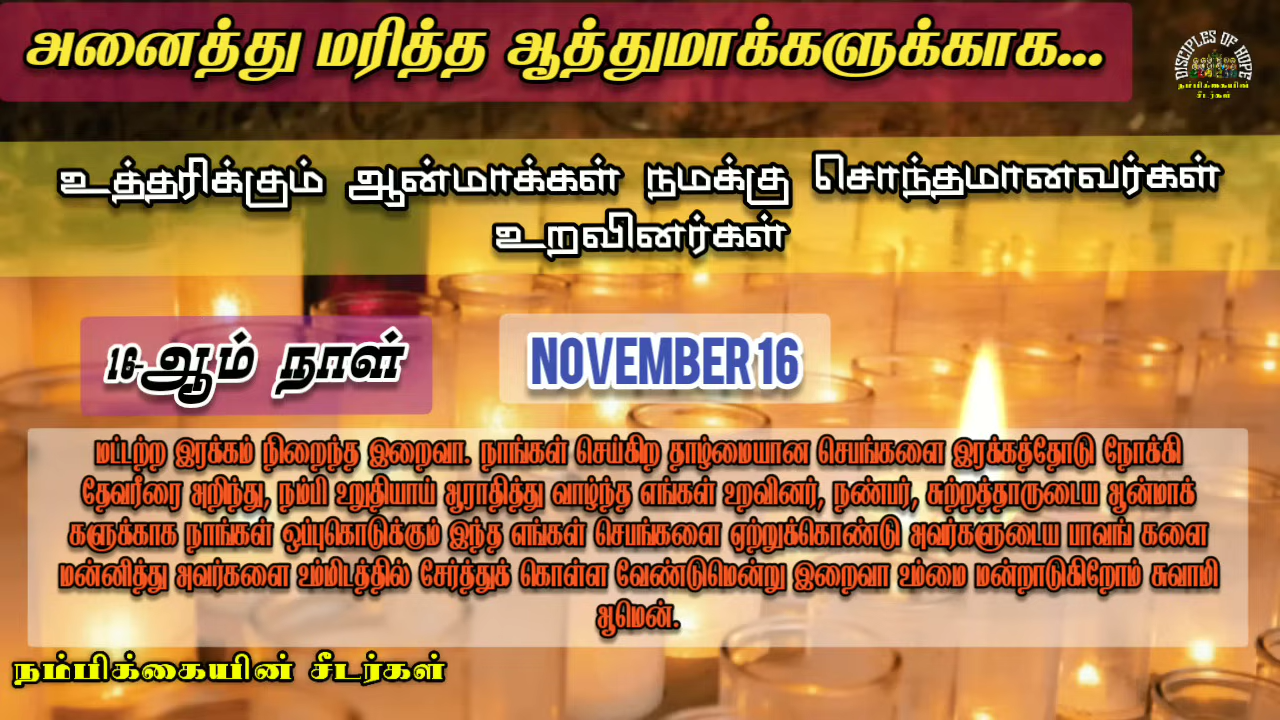 அனைத்து மரித்த ஆத்துமாக்களுக்காக...
DISCIPLES OF HOPE
நம்பிக்கையின்
சீடர்கள்
உத்தரிக்கும் ஆன்மாக்கள் நமக்கு சொந்தமானவர்கள்
உறவினர்கள்
16-ஆம் நாள்
NOVEMBER 16
மட்டற்ற இரக்கம் நிறைந்த இறைவா. நாங்கள் செய்கிற தாழ்மையான செபங்களை இரக்கத்தோடு நோக்கி
தேவரீரை அறிந்து, நம்பி உறுதியாய் ஆராதித்து வாழ்ந்த எங்கள் உறவினர், நண்பர், சுற்றத்தாருடைய ஆன்மாக்
களுக்காக நாங்கள் ஒப்புகொடுக்கும் இந்த எங்கள் செபங்களை ஏற்றுக்கொண்டு அவர்களுடைய பாவங் களை
மன்னித்து அவர்களை உம்மிடத்தில் சேர்த்துக் கொள்ள வேண்டுமென்று இறைவா உம்மை மன்றாடுகிறோம் சுவாமி
ஆமென்.
நம்பிக்கையின் சீடர்கள்